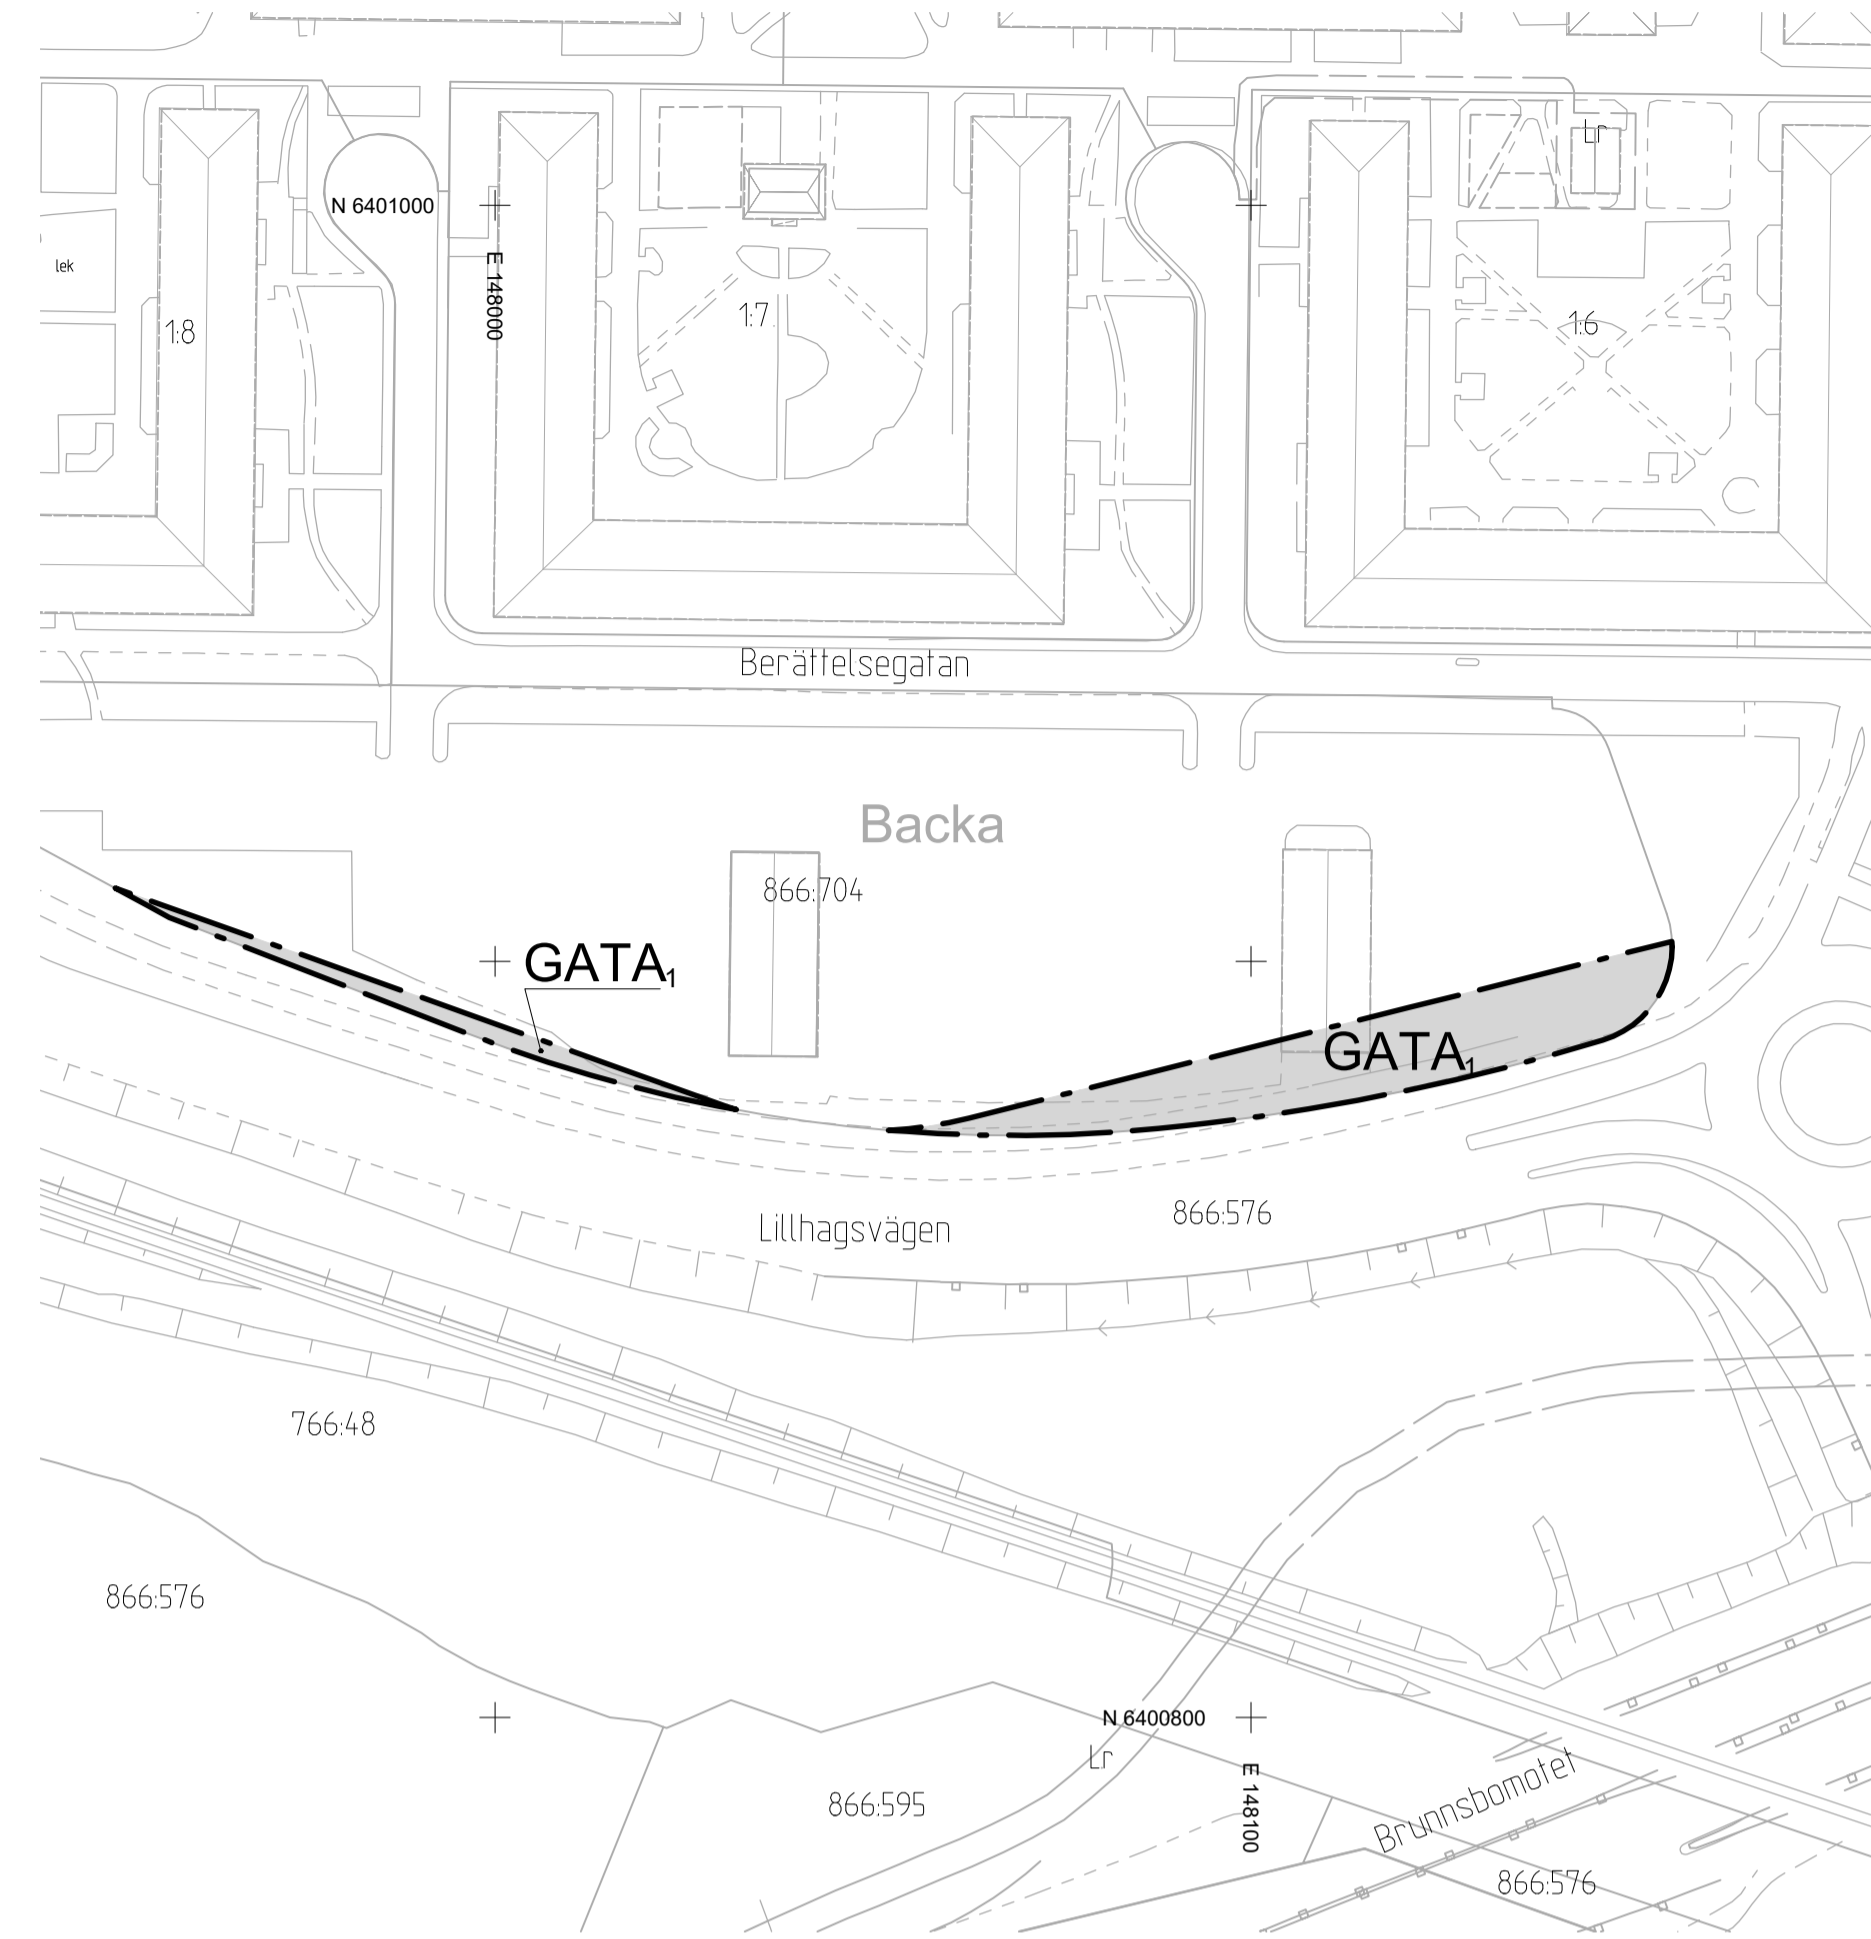 Lr
N 6401000
lek
E 148000
1:8
1:7
1:6
Berättelsegatan
Backa
866:704
GATA1
GATA1
866:576
Lillhagsvägen
766:48
866:576
N 6400800
Lr
E 148100
866:595
Brunnsbomotet
866:576